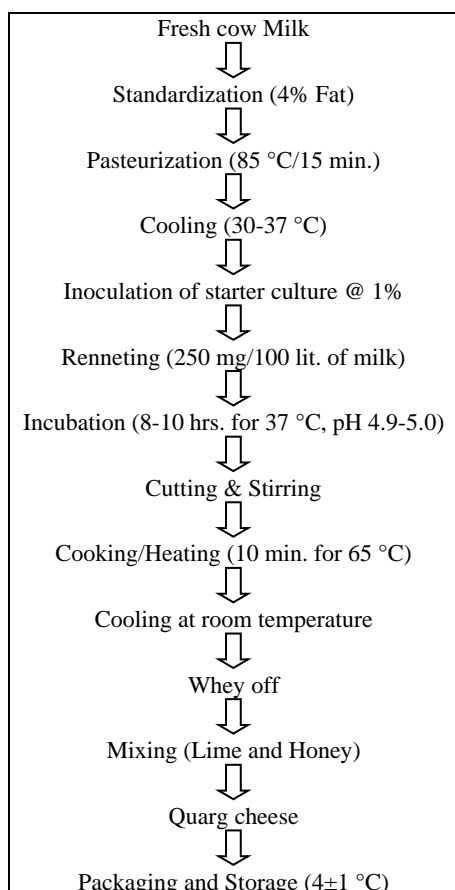 Fresh cow Milk
Standardization (4% Fat)
Pasteurization (85 °C/15 min.)
Cooling (30-37 °C)
Inoculation of starter culture @ 1%
Renneting (250 mg/100 lit. of milk)
Incubation (8-10 hrs. for 37 °C, pH 4.9-5.0)
Cutting & Stirring
Cooking/Heating (10 min. for 65 °C)
Cooling at room temperature
Whey off
Mixing (Lime and Honey)
Quarg cheese
Packaging and Storage (4±1 °C)